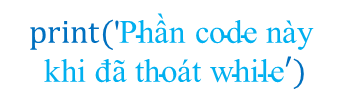 print('Phần code này
khi đã thoát while′)